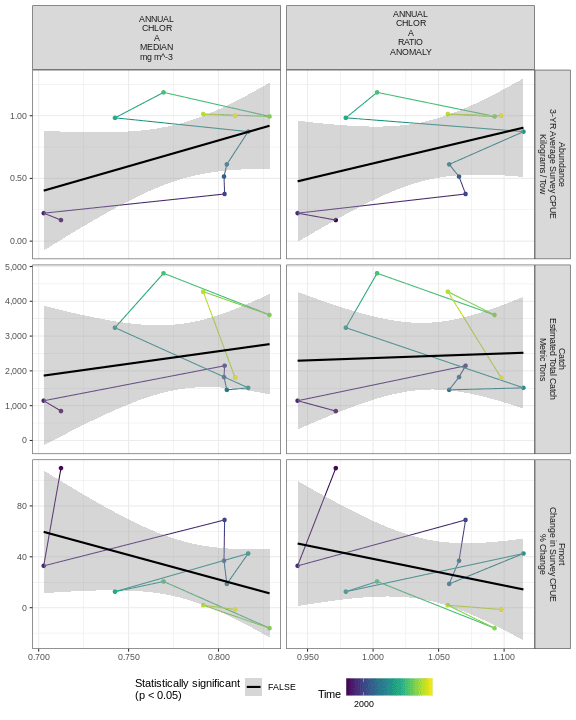 ANNUAL
CHLOR
A
MEDIAN
mg m^-3
ANNUAL
CHLOR
A
RATIO
ANOMALY
1.00
0.50
0.00
Abundance
3-YR Average Survey CPUE
Kilograms / Tow
5,000
4,000
3,000
2,000
1,000
0
Catch
Estimated Total Catch
Metric Tons
80
40
0
Fmort
Change in Survey CPUE
% Change
0.700
0.750
0.800
0.950
1.000
1.050
1.100
Statistically significant
(p < 0.05)
FALSE
Time
2000